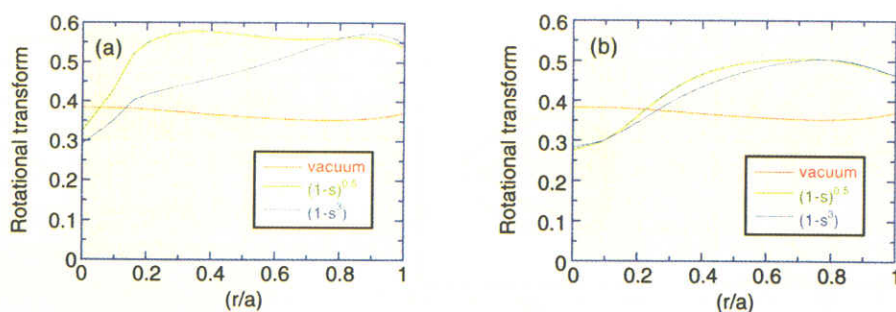 (a)
Rotational transform
0.6
0.5
0.4
0.3
0.2
0.1
0
vacuum
(1-s)^0.5
(1-s^3)
0 0.2 0.4 0.6 0.8 1
(r/a)
(b)
Rotational transform
0.6
0.5
0.4
0.3
0.2
0.1
0
vacuum
(1-s)^0.5
(1-s^3)
0 0.2 0.4 0.6 0.8 1
(r/a)